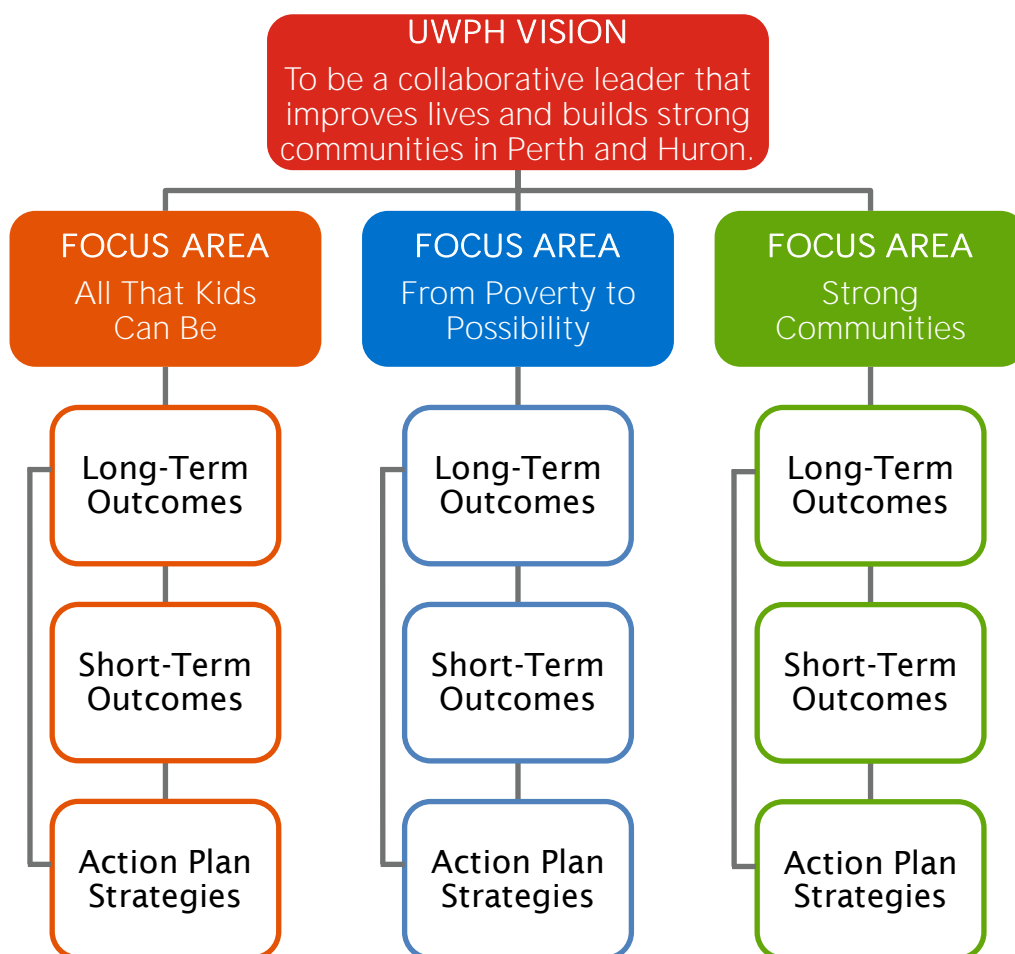 UWPH VISION
To be a collaborative leader that
improves lives and builds strong
communities in Perth and Huron.
FOCUS AREA
All That Kids
Can Be
FOCUS AREA
From Poverty to
Possibility
FOCUS AREA
Strong
Communities
Long-Term
Outcomes
Long-Term
Outcomes
Long-Term
Outcomes
Short-Term
Outcomes
Short-Term
Outcomes
Short-Term
Outcomes
Action Plan
Strategies
Action Plan
Strategies
Action Plan
Strategies